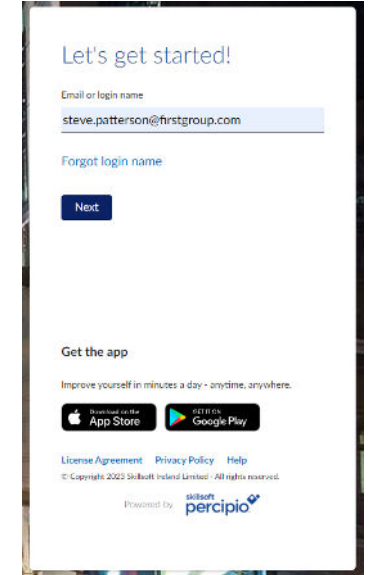 Let's get started!
Email or login name
steve.patterson@firstgroup.com
Forgot login name
Next
Get the app
Improve yourself in minutes a day - anytime, anywhere.
Download on the
App Store
GET IT ON
Google Play
License Agreement Privacy Policy Help
© Copyright 2023 Skillsoft Ireland Limited - All rights reserved.
Powered by skillsoft
percipio